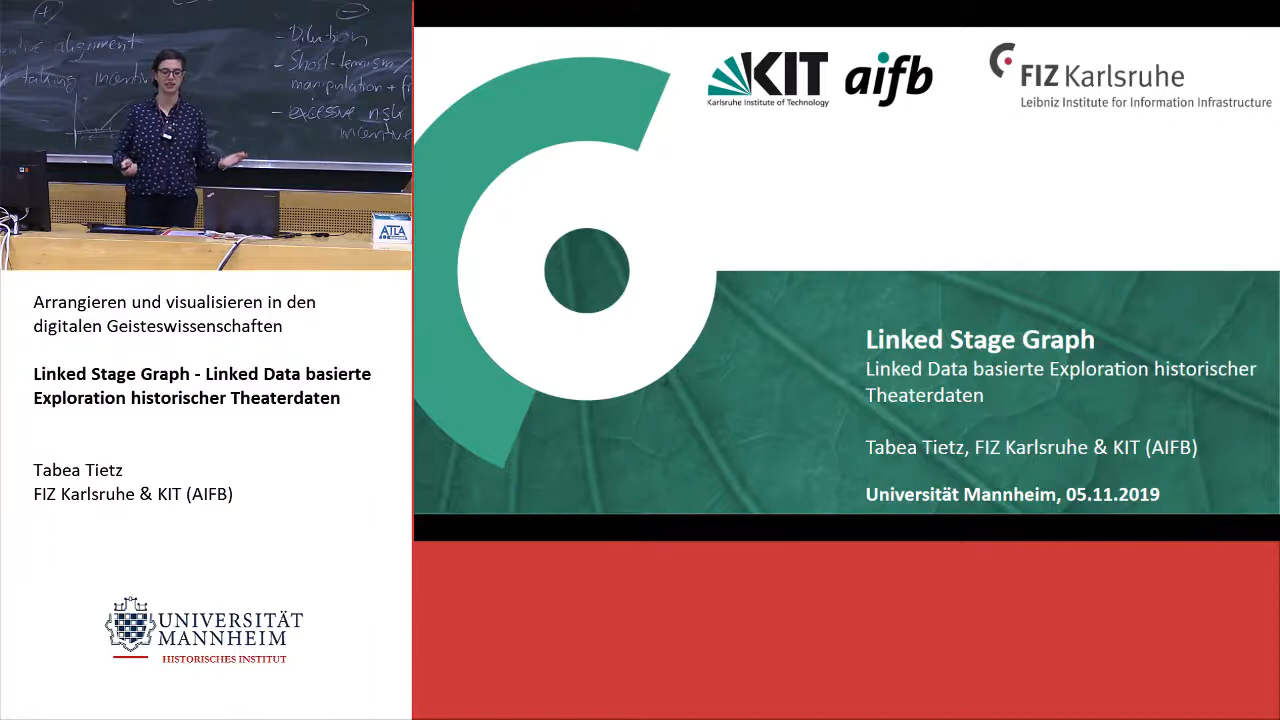 alignment
talking incentiv
- Dilution
- Short-termism
manipulation +
- excessive risk
incentive
ATLA
Arrangieren und visualisieren in den
digitalen Geisteswissenschaften
Linked Stage Graph - Linked Data basierte
Exploration historischer Theaterdaten
Tabea Tietz
FIZ Karlsruhe & KIT (AIFB)
UNIVERSITÄT
MANNHEIM
HISTORISCHES INSTITUT
KIT
Karlsruhe Institute of Technology
aifb
FIZ Karlsruhe
Leibniz Institute for Information Infrastructure
Linked Stage Graph
Linked Data basierte Exploration historischer
Theaterdaten
Tabea Tietz, FIZ Karlsruhe & KIT (AIFB)
Universität Mannheim, 05.11.2019